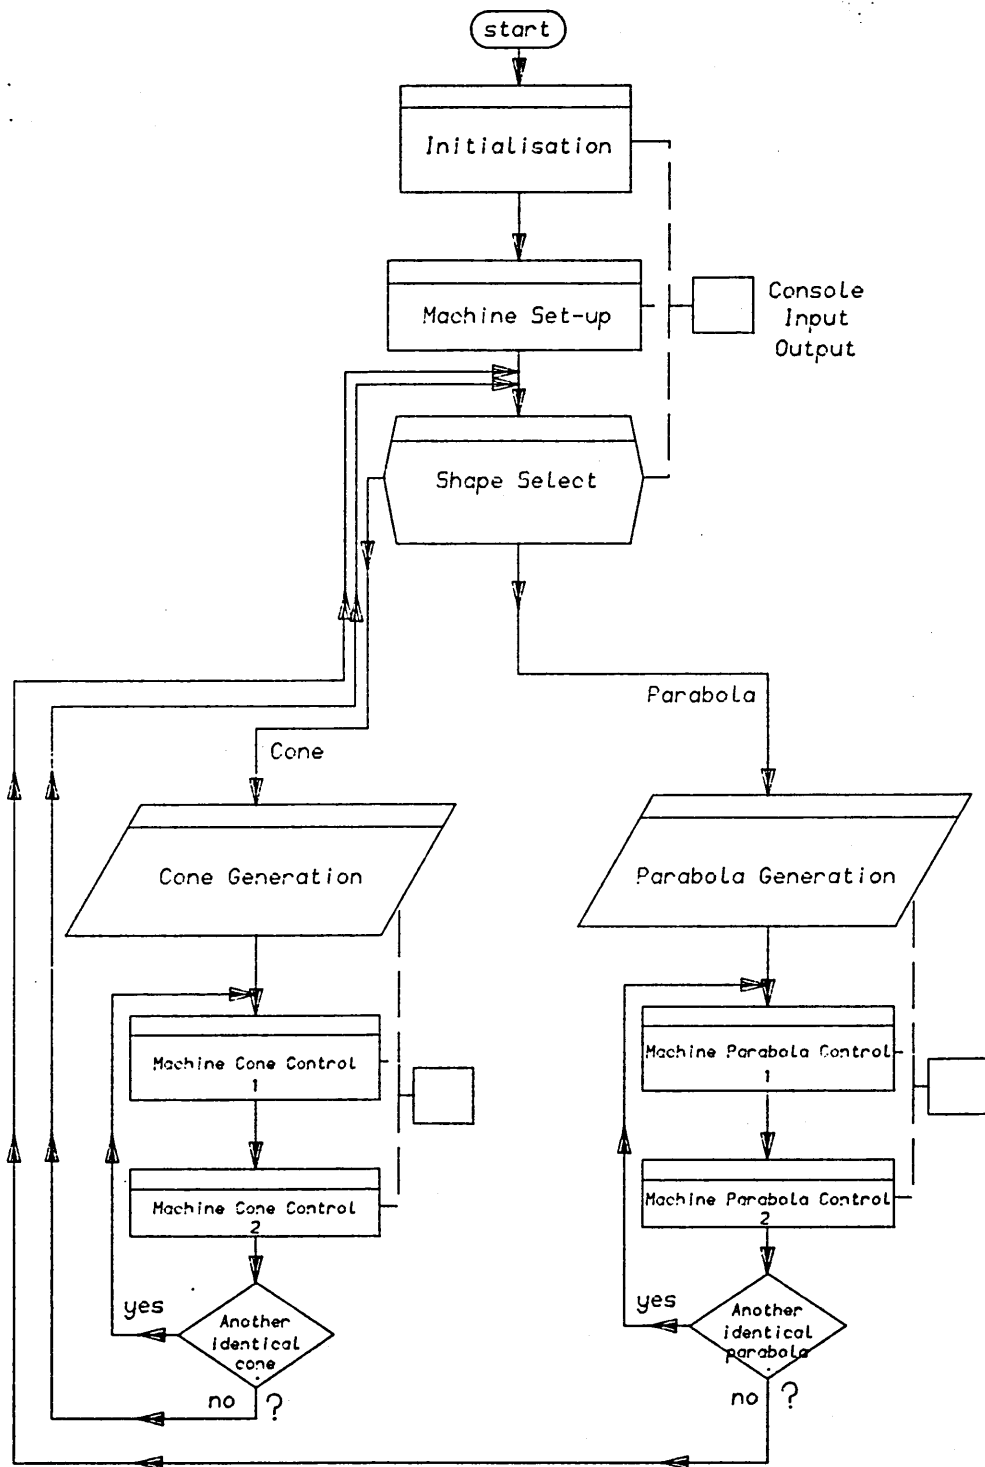 start
Initialisation
Machine Set-up
Console
Input
Output
Shape Select
Parabola
Cone
Cone Generation
Parabola Generation
Machine Cone Control
1
Machine Parabola Control
1
Machine Cone Control
2
Machine Parabola Control
2
yes
Another
identical
cone
no ?
yes
Another
identical
parabola
no ?